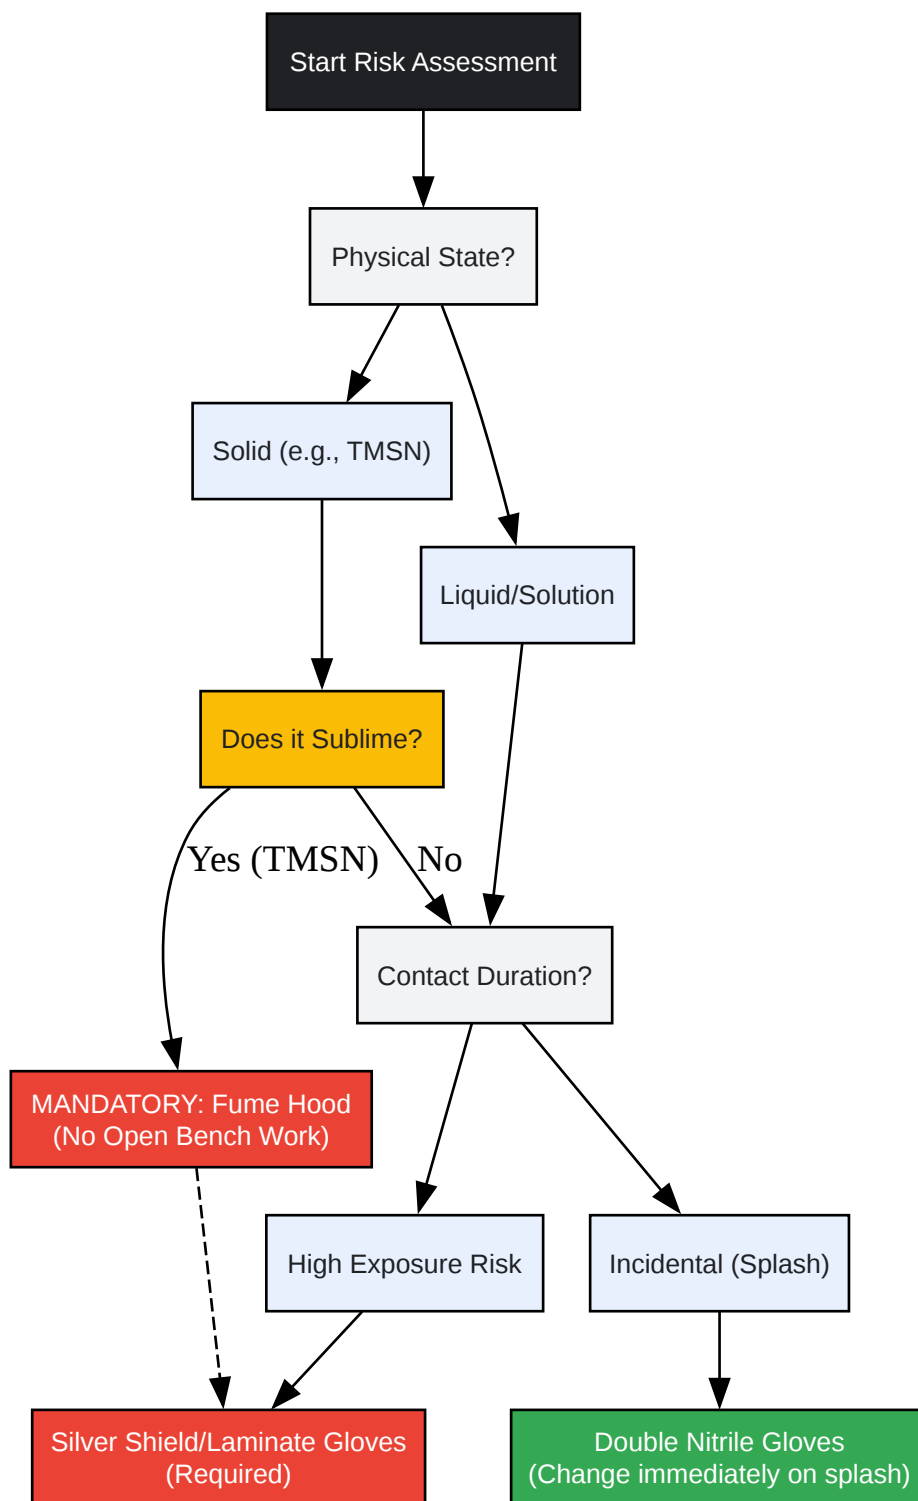 Start Risk Assessment
Physical State?
Solid (e.g., TMSN)
Liquid/Solution
Does it Sublime?
Yes (TMSN)
No
Contact Duration?
MANDATORY: Fume Hood
(No Open Bench Work)
High Exposure Risk
Incidental (Splash)
Silver Shield/Laminate Gloves
(Required)
Double Nitrile Gloves
(Change immediately on splash)